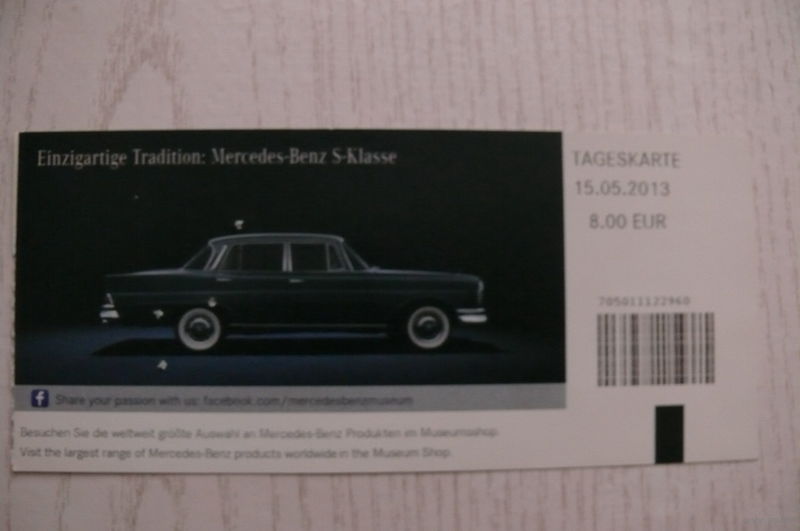 Einzigartige Tradition: Mercedes-Benz S-Klasse
TAGESKARTE
15.05.2013
8.00 EUR
705011122960
f Share your passion with us: facebook.com/mercedesbenzmuseum
Besuchen Sie die weltweit größte Auswahl an Mercedes-Benz Produkten im Museumsshop.
Visit the largest range of Mercedes-Benz products worldwide in the Museum Shop.